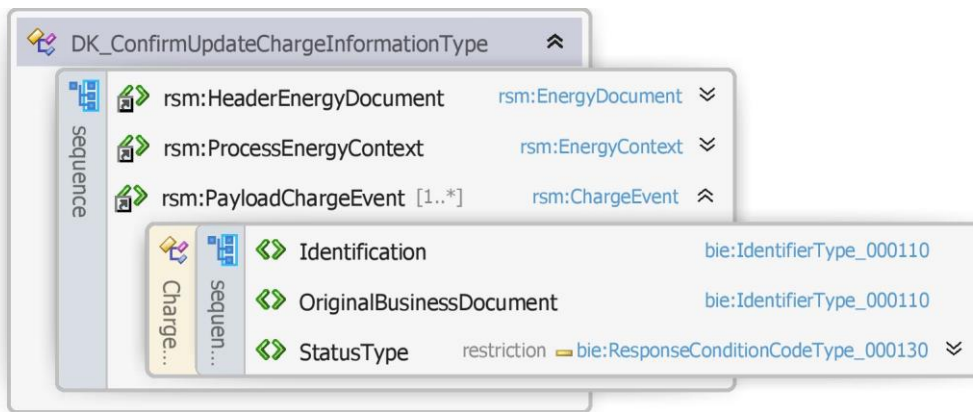 DK_ConfirmUpdateChargeInformationType
sequence
rsm:HeaderEnergyDocument rsm:EnergyDocument
rsm:ProcessEnergyContext rsm:EnergyContext
rsm:PayloadChargeEvent [1..*] rsm:ChargeEvent
Charge...
sequen...
Identification bie:IdentifierType_000110
OriginalBusinessDocument bie:IdentifierType_000110
StatusType restriction bie:ResponseConditionCodeType_000130